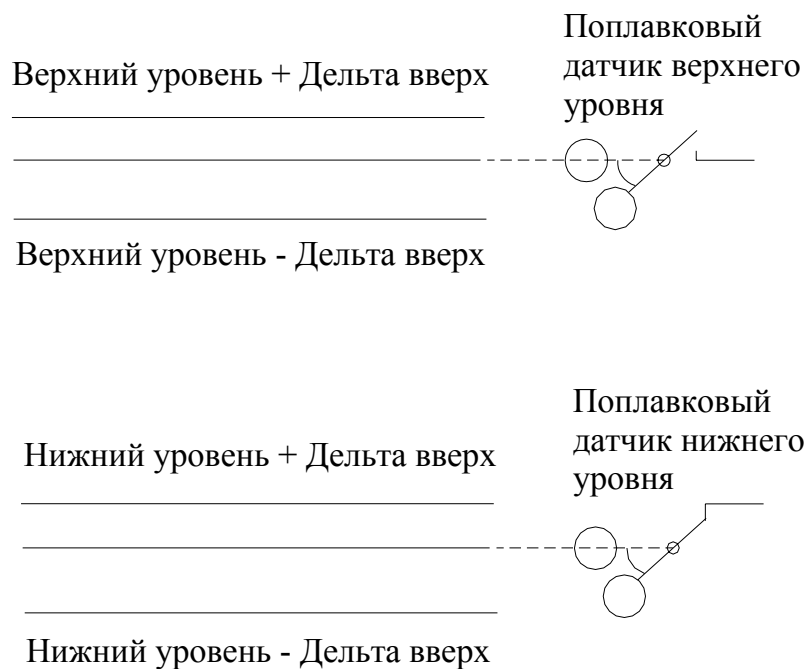 Поплавковый
датчик верхнего
уровня
Верхний уровень + Дельта вверх
Верхний уровень - Дельта вверх
Поплавковый
датчик нижнего
уровня
Нижний уровень + Дельта вверх
Нижний уровень - Дельта вверх